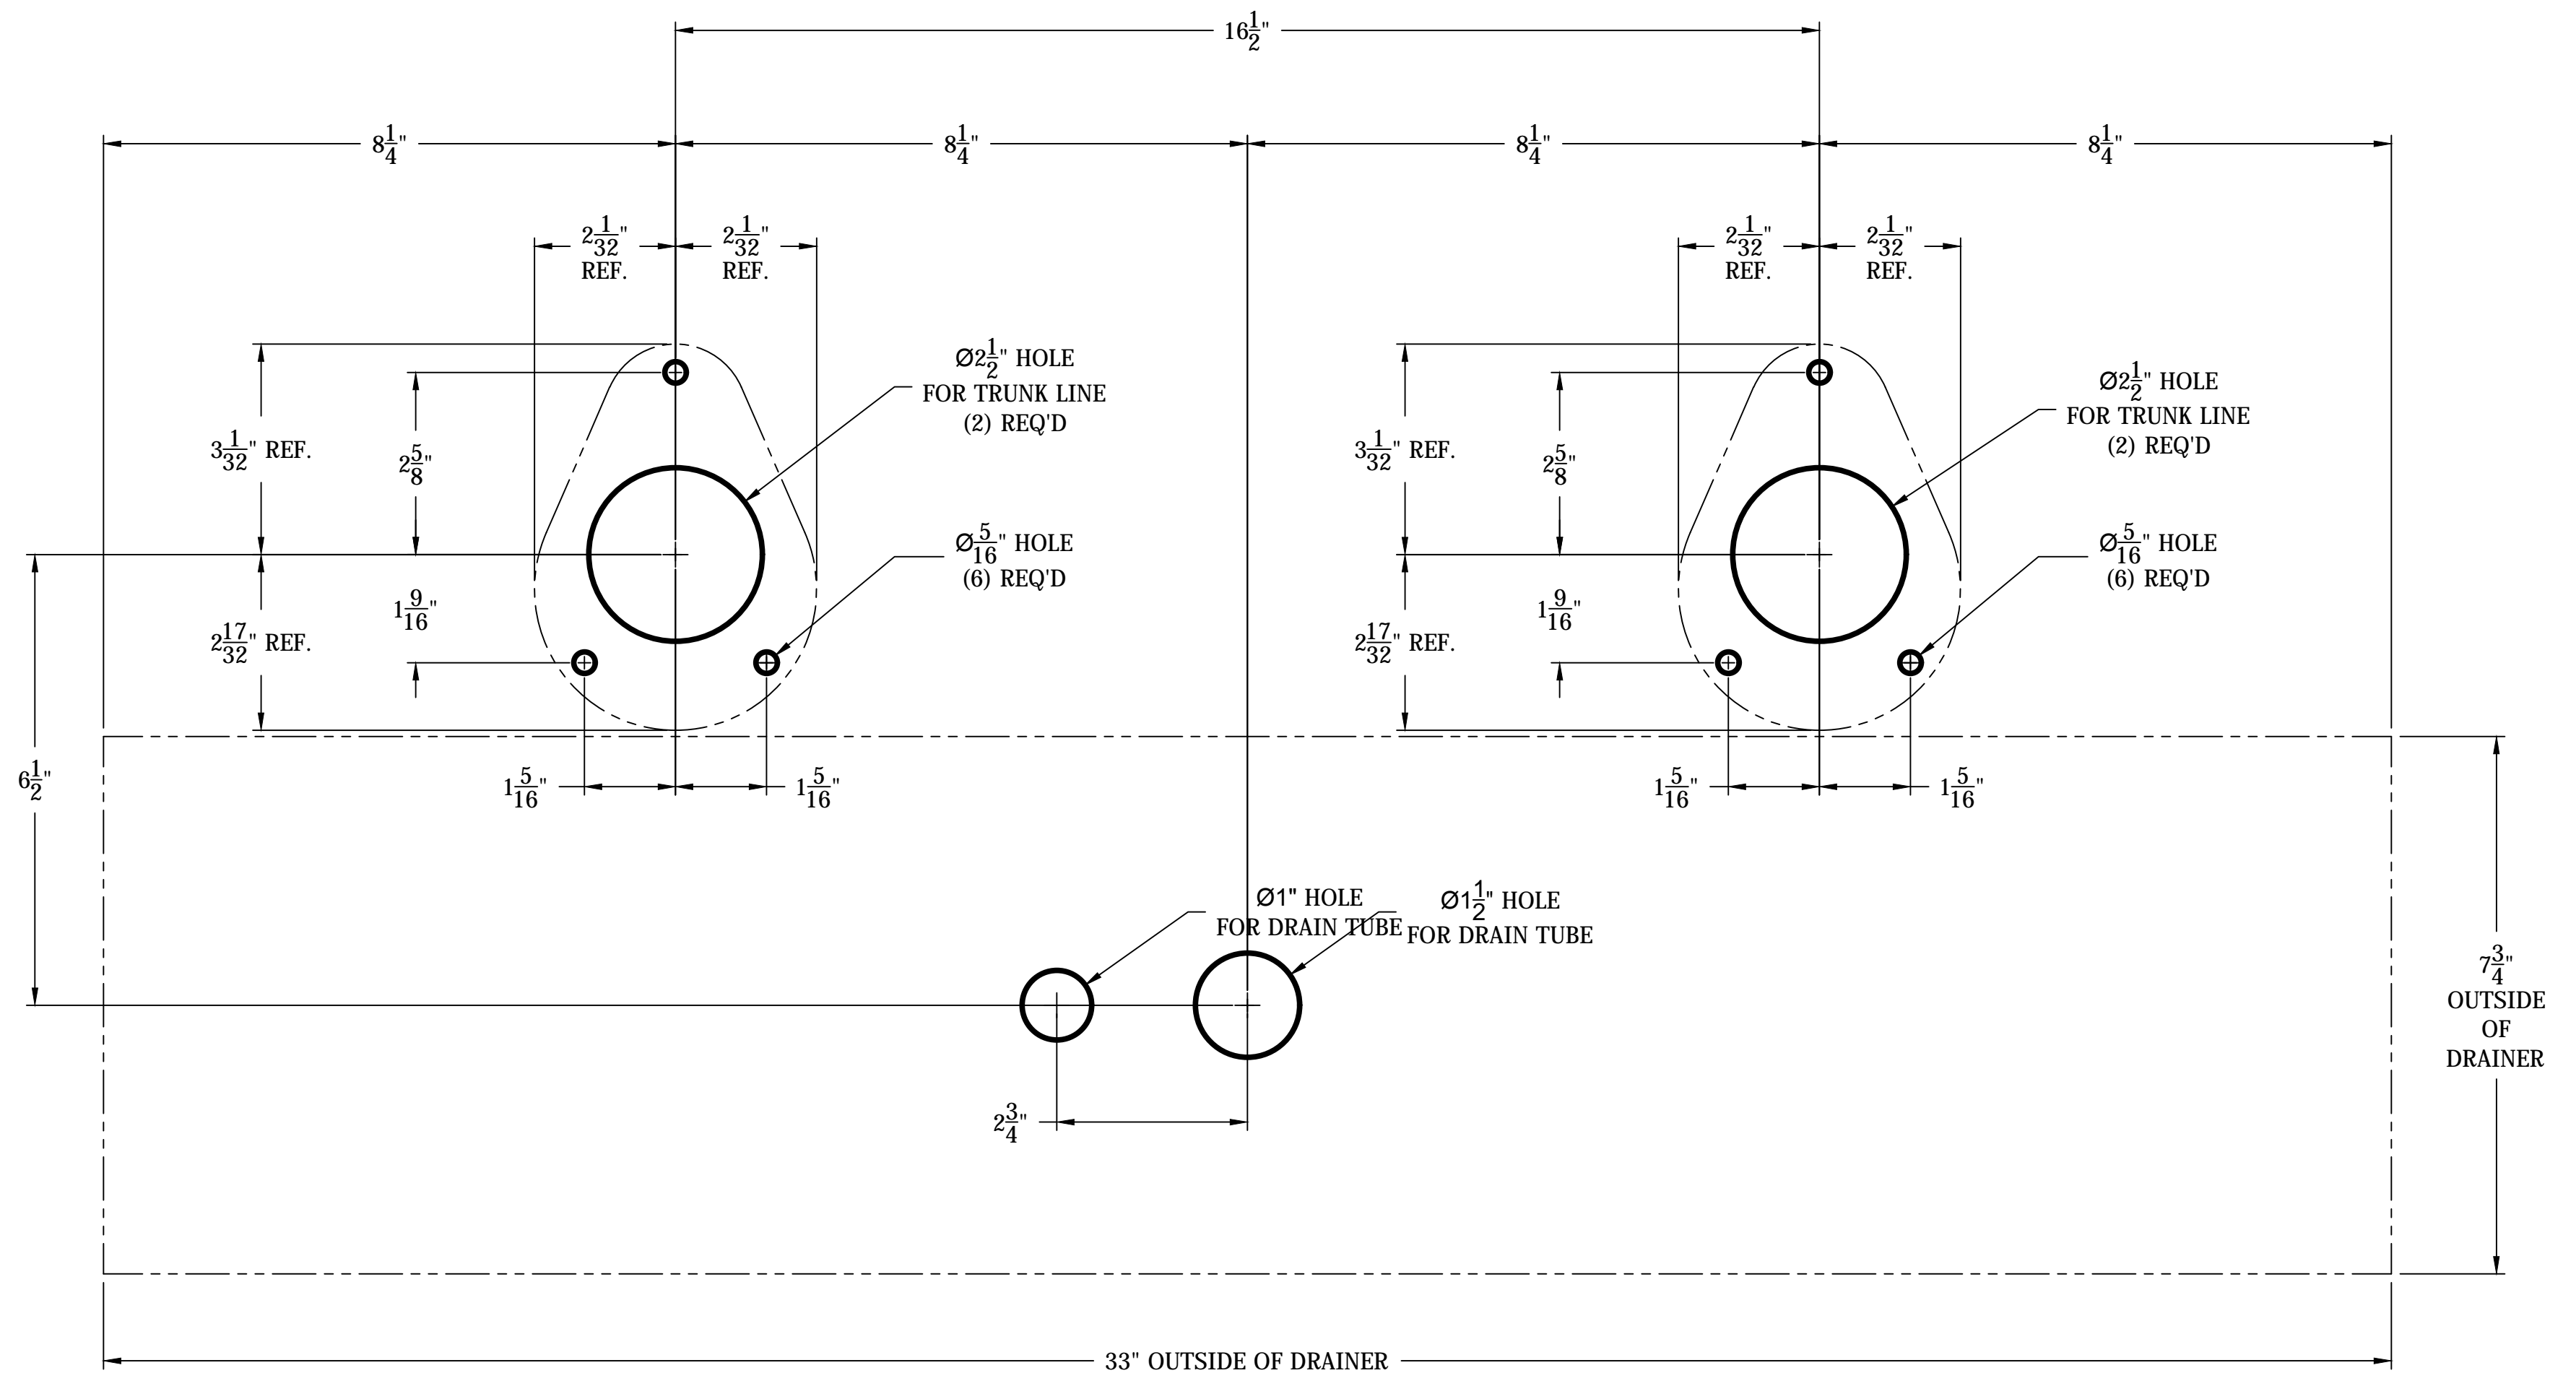 16 1/2"
8 1/4" 8 1/4" 8 1/4" 8 1/4"
2 1/32" 2 1/32" 2 1/32" 2 1/32"
REF. REF. REF. REF.
Ø2 1/2" HOLE
FOR TRUNK LINE
(2) REQ'D
Ø2 1/2" HOLE
FOR TRUNK LINE
(2) REQ'D
3 1/32" REF.
2 5/8"
3 1/32" REF.
2 5/8"
Ø5/16" HOLE
(6) REQ'D
Ø5/16" HOLE
(6) REQ'D
1 9/16"
1 9/16"
2 17/32" REF.
2 17/32" REF.
6 1/2"
1 5/16" 1 5/16" 1 5/16" 1 5/16"
Ø1" HOLE
FOR DRAIN TUBE
Ø1 1/2" HOLE
FOR DRAIN TUBE
7 3/4"
OUTSIDE
OF
DRAINER
2 3/4"
33" OUTSIDE OF DRAINER